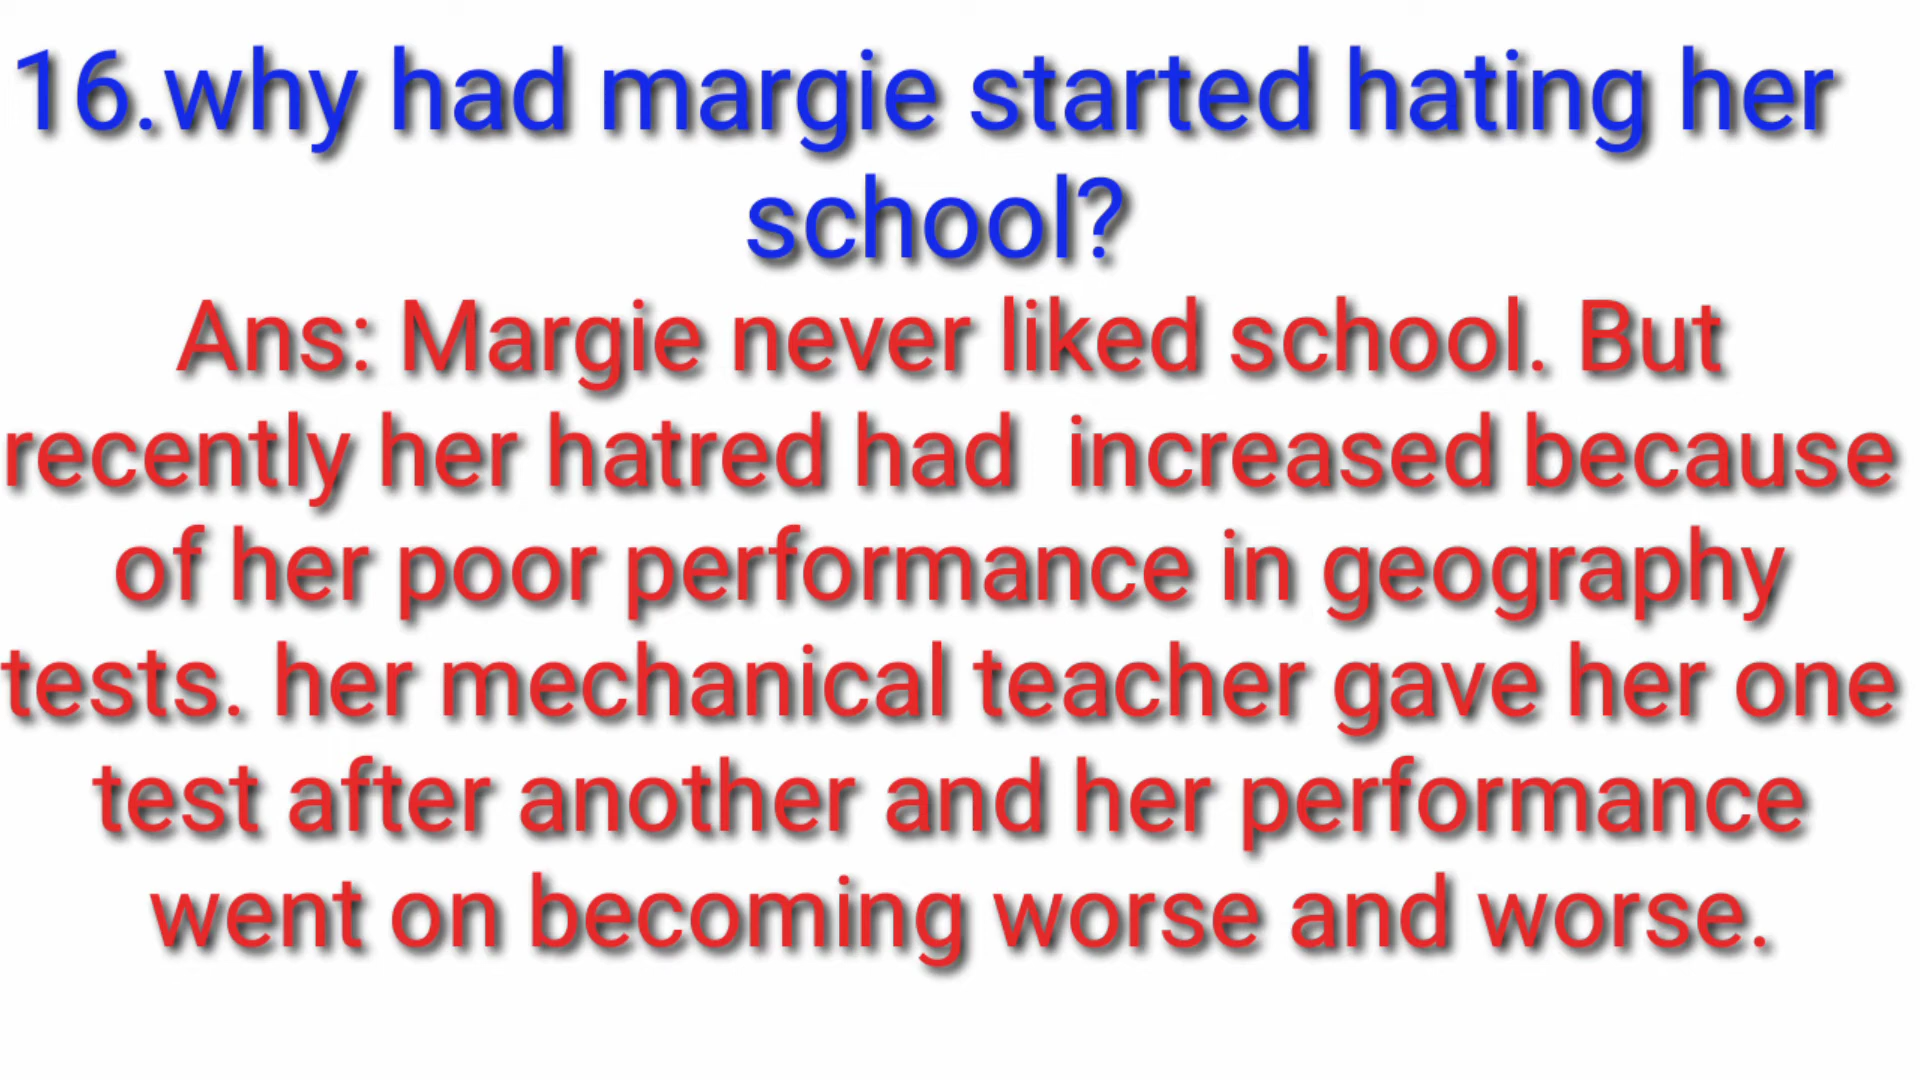 16.why had margie started hating her
school?
Ans: Margie never liked school. But
recently her hatred had  increased because
of her poor performance in geography
tests. her mechanical teacher gave her one
test after another and her performance
went on becoming worse and worse.